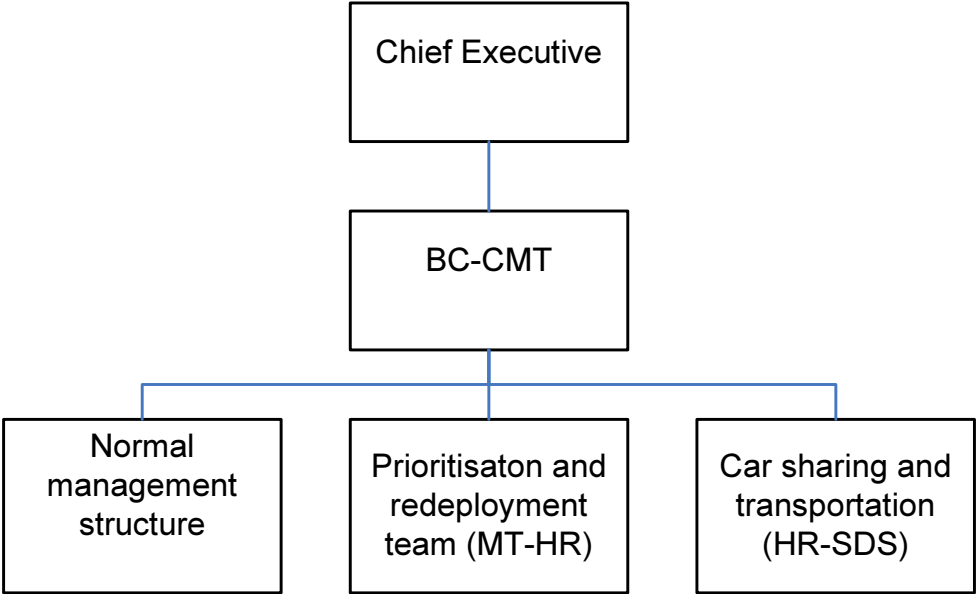 Chief Executive
BC-CMT
Normal
management
structure
Prioritisaton and
redeployment
team (MT-HR)
Car sharing and
transportation
(HR-SDS)